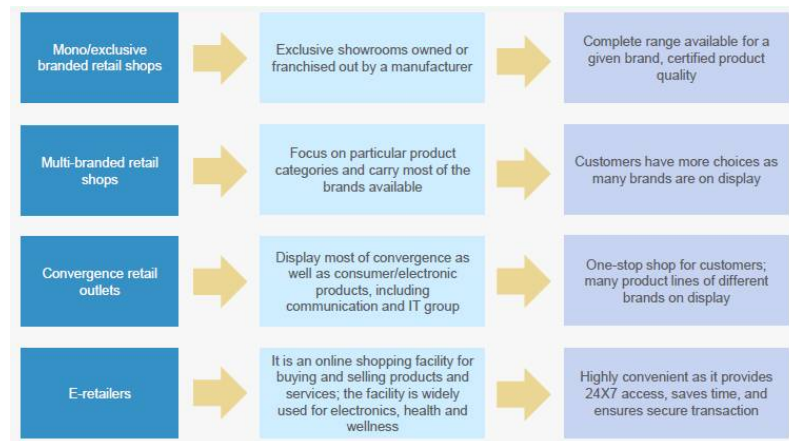 Mono/exclusive
branded retail shops
Exclusive showrooms owned or
franchised out by a manufacturer
Complete range available for a
given brand, certified product
quality
Multi-branded retail
shops
Focus on particular product
categories and carry most of the
brands available
Customers have more choices as
many brands are on display
Convergence retail
outlets
Display most of convergence as
well as consumer/electronic
products, including
communication and IT group
One-stop shop for customers;
many product lines of different
brands on display
E-retailers
It is an online shopping facility for
buying and selling products and
services; the facility is widely
used for electronics, health and
wellness
Highly convenient as it provides
24X7 access, saves time, and
ensures secure transaction